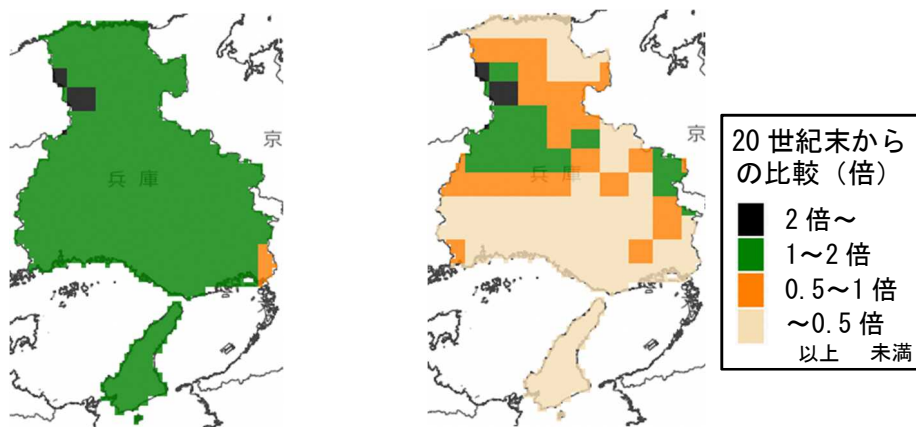 兵 庫
京
兵 庫
京
20 世紀末から
の比較（倍）
2 倍～
1～2 倍
0.5～1 倍
～0.5 倍
以上 未満